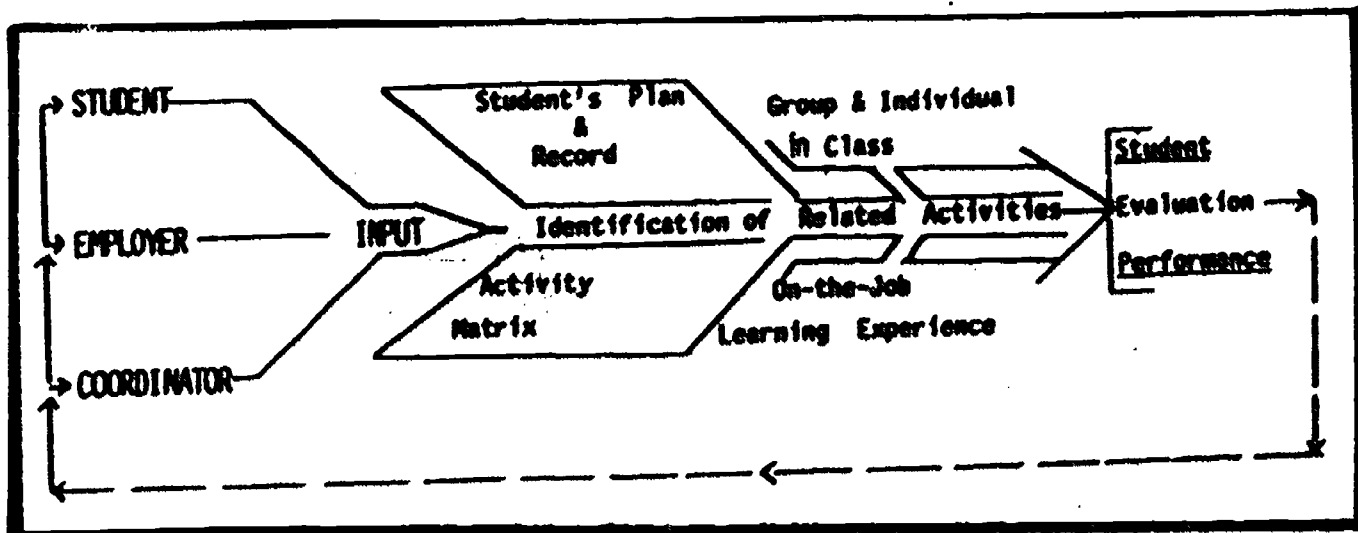 STUDENT
EMPLOYER
COORDINATOR
INPUT
Student's Plan
&
Record
Identification of Related Activities
Activity
Matrix
Group & Individual
in Class
On-the-Job
Learning Experience
Student
Evaluation
Performance